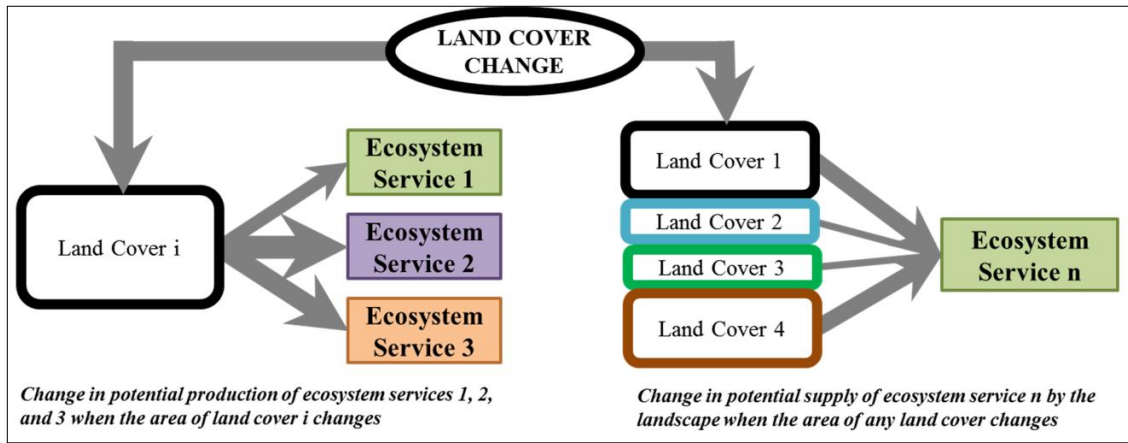 LAND COVER
CHANGE
Land Cover i
Ecosystem
Service 1
Ecosystem
Service 2
Ecosystem
Service 3
Change in potential production of ecosystem services 1, 2,
and 3 when the area of land cover i changes
Land Cover 1
Land Cover 2
Land Cover 3
Land Cover 4
Ecosystem
Service n
Change in potential supply of ecosystem service n by the
landscape when the area of any land cover changes